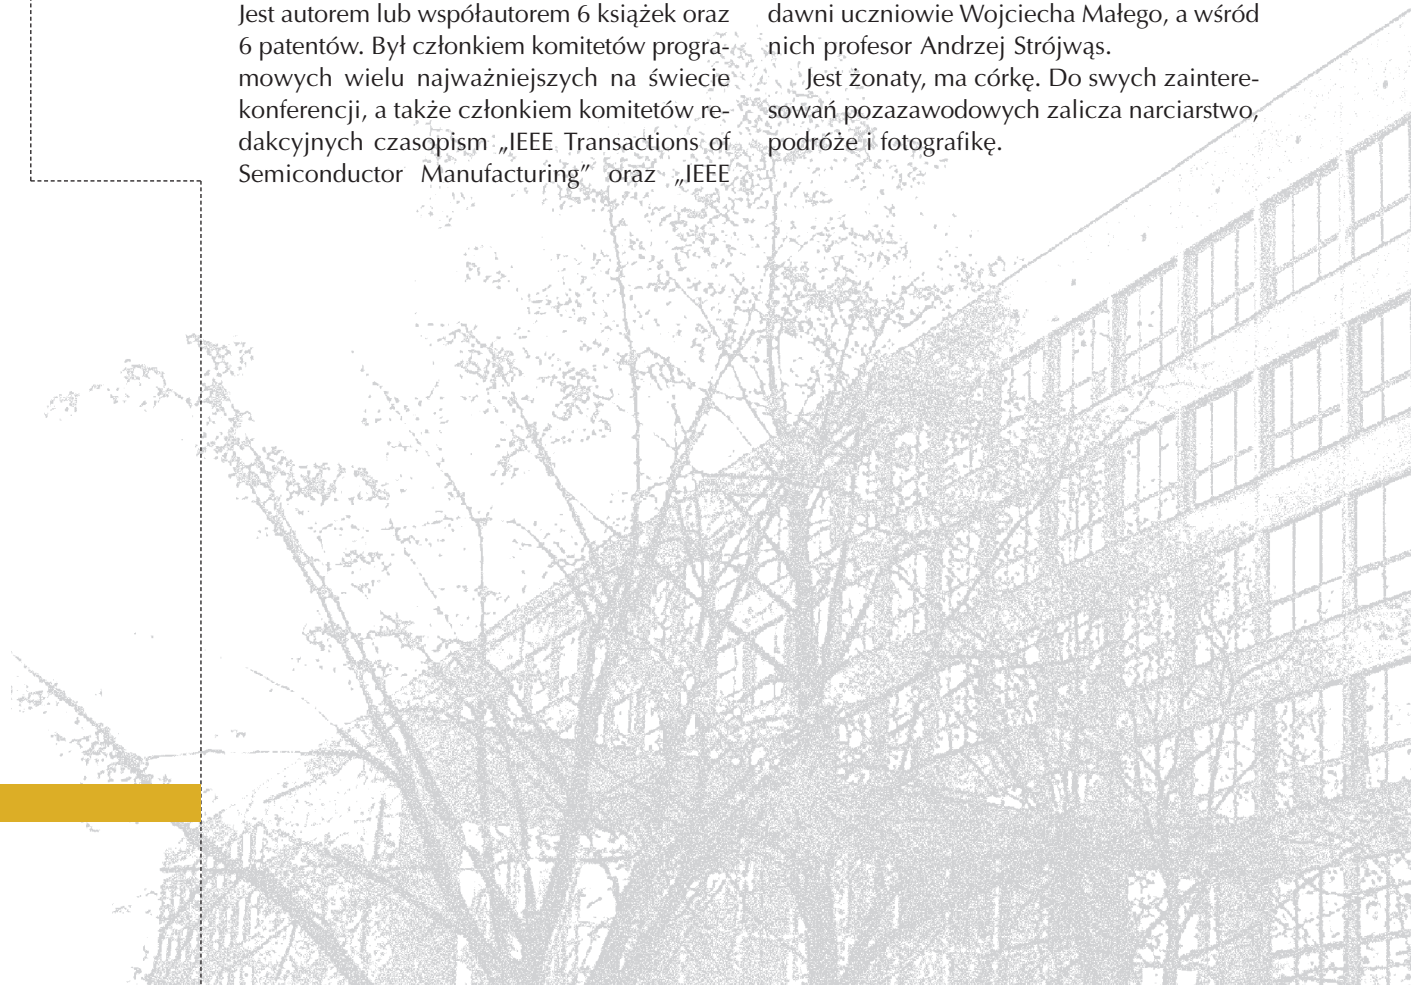 Jest autorem lub współautorem 6 książek oraz
6 patentów. Był członkiem komitetów progra-
mowych wielu najważniejszych na świecie
konferencji, a także członkiem komitetów re-
dakcyjnych czasopism „IEEE Transactions of
Semiconductor Manufacturing” oraz „IEEE
dawni uczniowie Wojciecha Małego, a wśród
nich profesor Andrzej Strójwąs.
Jest żonaty, ma córkę. Do swych zaintere-
sowań pozazawodowych zalicza narciarstwo,
podróże i fotografikę.